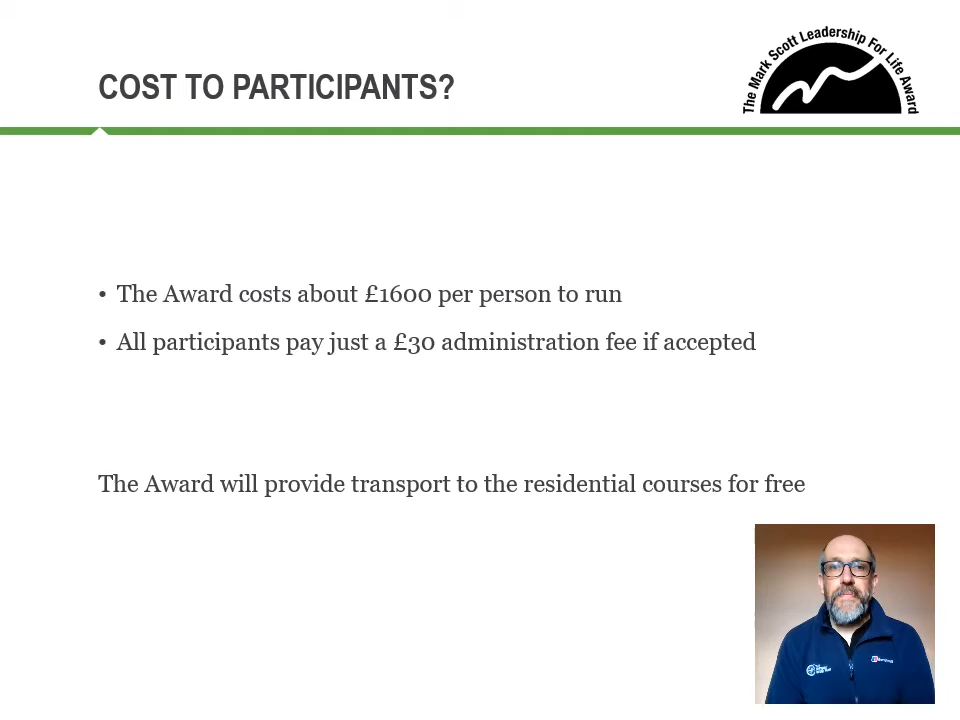 COST TO PARTICIPANTS?
The Mark Scott Leadership For Life Award
• The Award costs about £1600 per person to run
• All participants pay just a £30 administration fee if accepted
The Award will provide transport to the residential courses for free